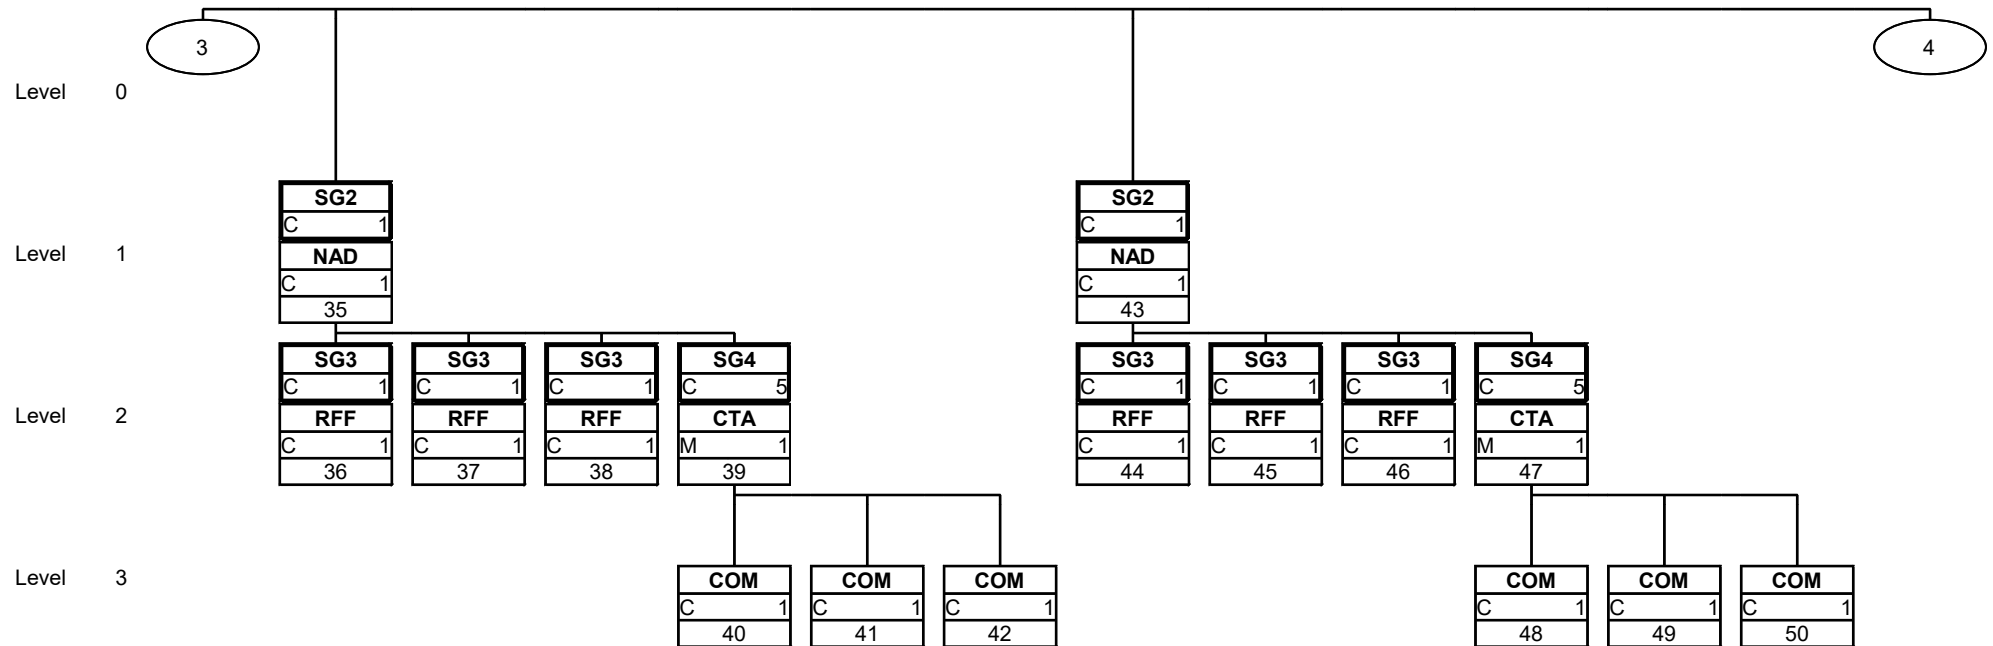 3 4
Level 0
SG2 SG2
C 1 C 1
Level 1 NAD NAD
C 1 C 1
35 43
SG3 SG3 SG3 SG4 SG3 SG3 SG3 SG4
C 1 C 1 C 1 C 5 C 1 C 1 C 1 C 5
Level 2 RFF RFF RFF CTA RFF RFF RFF CTA
C 1 C 1 C 1 M 1 C 1 C 1 C 1 M 1
36 37 38 39 44 45 46 47
Level 3 COM COM COM COM COM COM
C 1 C 1 C 1 C 1 C 1 C 1
40 41 42 48 49 50